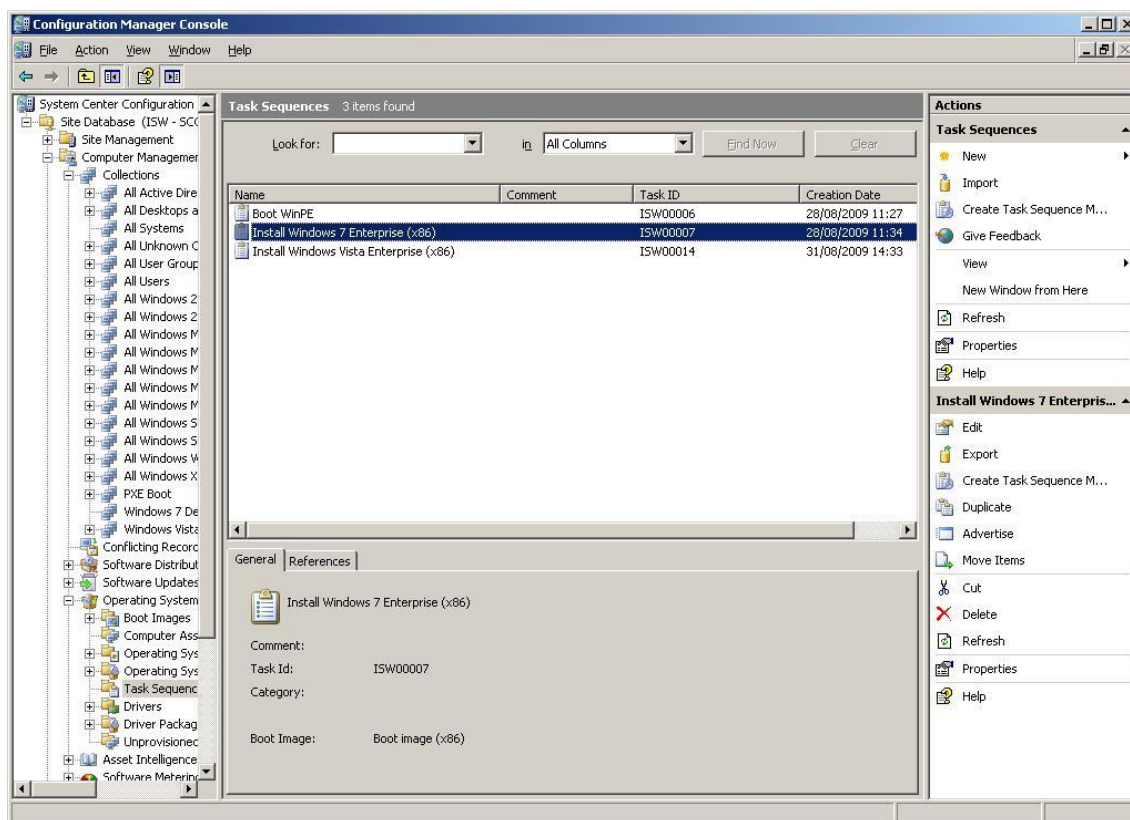 Configuration Manager Console
File Action View Window Help
System Center Configuration
Site Database (ISW - SCC
Site Management
Computer Managemer
Collections
All Active Dire
All Desktops a
All Systems
All Unknown C
All User Group
All Users
All Windows 2
All Windows 2
All Windows M
All Windows M
All Windows M
All Windows M
All Windows M
All Windows S
All Windows S
All Windows W
All Windows X
PXE Boot
Windows 7 De
Windows Vista
Conflicting Recorc
Software Distribut
Software Updates
Operating System
Boot Images
Computer Ass
Operating Sys
Operating Sys
Task Sequenc
Drivers
Driver Packag
Unprovisionec
Asset Intelligence
Software Metering
Task Sequences 3 items found
Look for: in All Columns Find Now Clear
Name Comment Task ID Creation Date
Boot WinPE ISW00006 28/08/2009 11:27
Install Windows 7 Enterprise (x86) ISW00007 28/08/2009 11:34
Install Windows Vista Enterprise (x86) ISW00014 31/08/2009 14:33
General References
Install Windows 7 Enterprise (x86)
Comment:
Task Id: ISW00007
Category:
Boot Image: Boot image (x86)
Actions
Task Sequences
New
Import
Create Task Sequence M...
Give Feedback
View
New Window from Here
Refresh
Properties
Help
Install Windows 7 Enterpris...
Edit
Export
Create Task Sequence M...
Duplicate
Advertise
Move Items
Cut
Delete
Refresh
Properties
Help